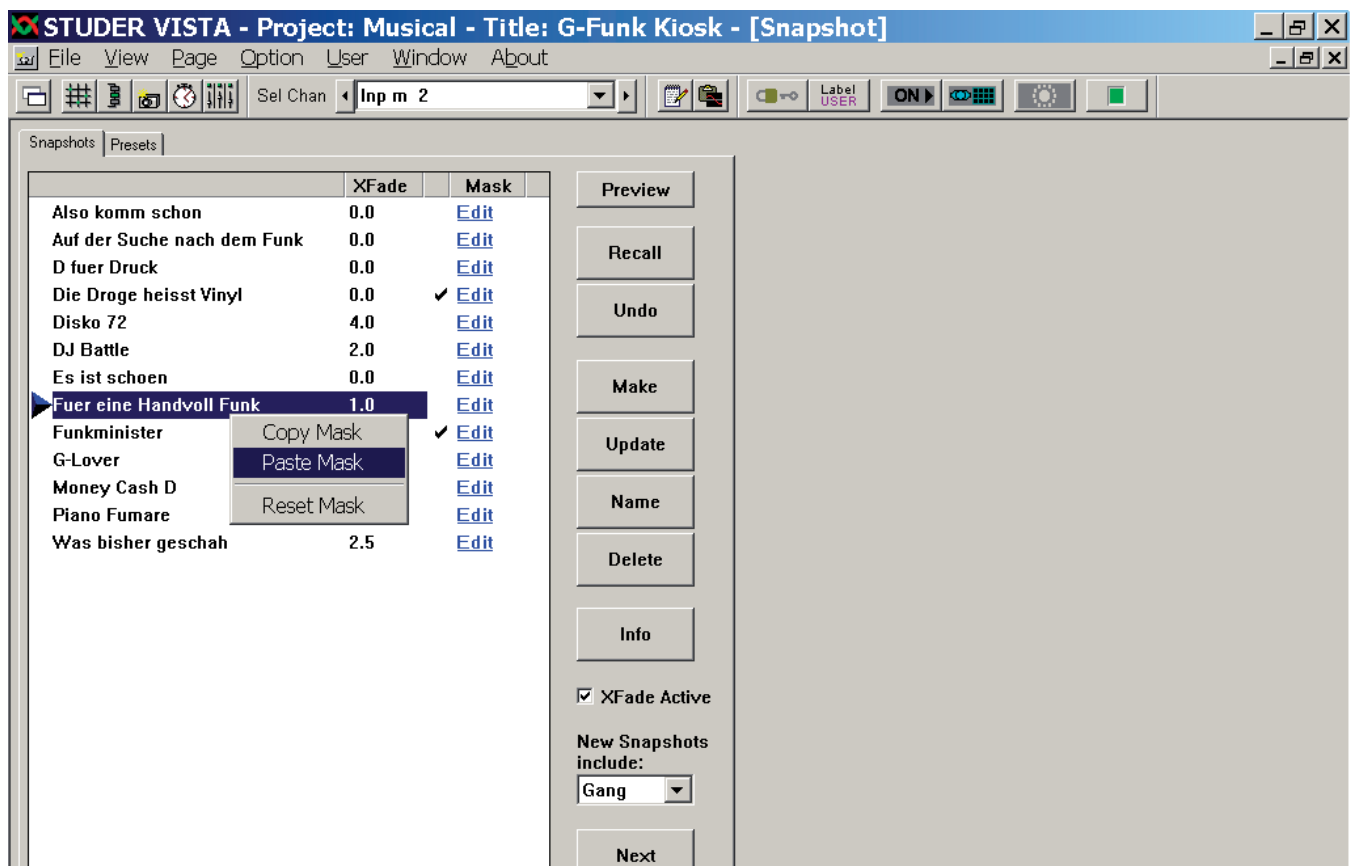 STUDER VISTA - Project: Musical - Title: G-Funk Kiosk - [Snapshot]
File View Page Option User Window About
Sel Chan Inp m 2 Label USER ON
Snapshots Presets
XFade Mask
Also komm schon 0.0 Edit
Auf der Suche nach dem Funk 0.0 Edit
D fuer Druck 0.0 Edit
Die Droge heisst Vinyl 0.0 Edit
Disko 72 4.0 Edit
DJ Battle 2.0 Edit
Es ist schoen 0.0 Edit
Fuer eine Handvoll Funk 1.0 Edit
Funkminister Edit
G-Lover Edit
Money Cash D Edit
Piano Fumare Edit
Was bisher geschah 2.5 Edit
Copy Mask
Paste Mask
Reset Mask
Preview
Recall
Undo
Make
Update
Name
Delete
Info
XFade Active
New Snapshots
include:
Gang
Next